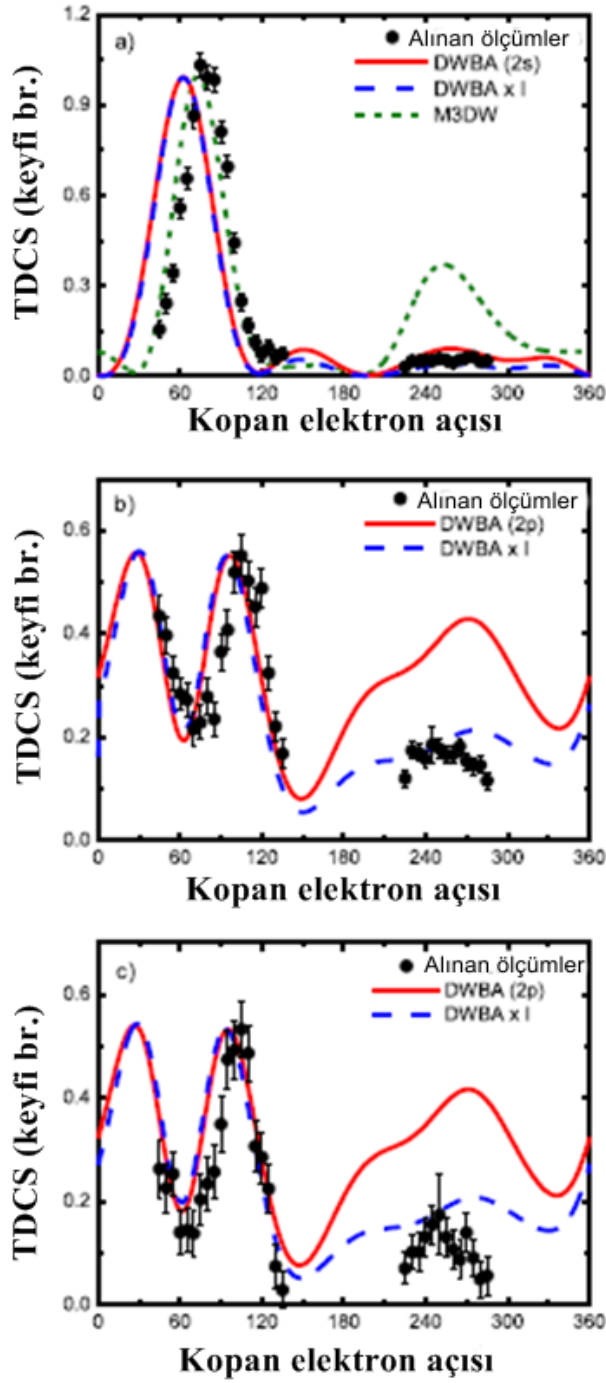 1.2
a)
Alınan ölçümler
DWBA (2s)
DWBA x I
M3DW
0.9
0.6
0.3
0.0
TDCS (keyfi br.)
60 120 180 240 300 360
Kopan elektron açısı
b)
Alınan ölçümler
DWBA (2p)
DWBA x I
0.6
0.4
0.2
0.0
TDCS (keyfi br.)
0 60 120 180 240 300 360
Kopan elektron açısı
c)
Alınan ölçümler
DWBA (2p)
DWBA x I
0.6
0.4
0.2
0.0
TDCS (keyfi br.)
0 60 120 180 240 300 360
Kopan elektron açısı